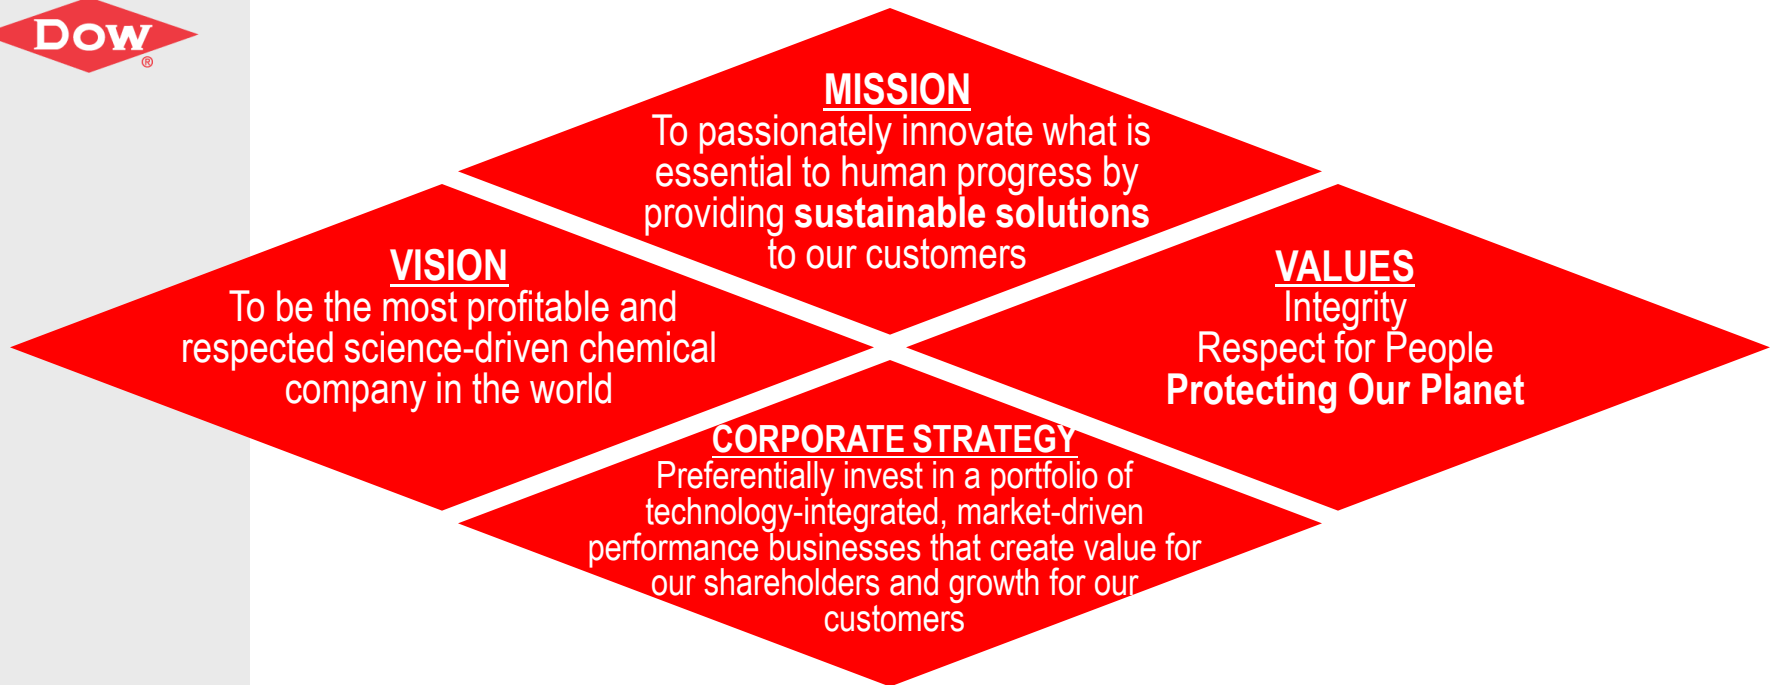 Dow
®
MISSION
To passionately innovate what is
essential to human progress by
providing sustainable solutions
to our customers
VISION
To be the most profitable and
respected science-driven chemical
company in the world
VALUES
Integrity
Respect for People
Protecting Our Planet
CORPORATE STRATEGY
Preferentially invest in a portfolio of
technology-integrated, market-driven
performance businesses that create value for
our shareholders and growth for our
customers